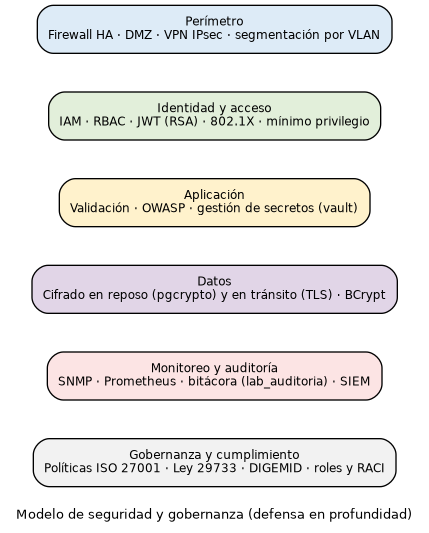 Perímetro
Firewall HA · DMZ · VPN IPsec · segmentación por VLAN
Identidad y acceso
IAM · RBAC · JWT (RSA) · 802.1X · mínimo privilegio
Aplicación
Validación · OWASP · gestión de secretos (vault)
Datos
Cifrado en reposo (pgcrypto) y en tránsito (TLS) · BCrypt
Monitoreo y auditoría
SNMP · Prometheus · bitácora (lab_auditoria) · SIEM
Gobernanza y cumplimiento
Políticas ISO 27001 · Ley 29733 · DIGEMID · roles y RACI
Modelo de seguridad y gobernanza (defensa en profundidad)